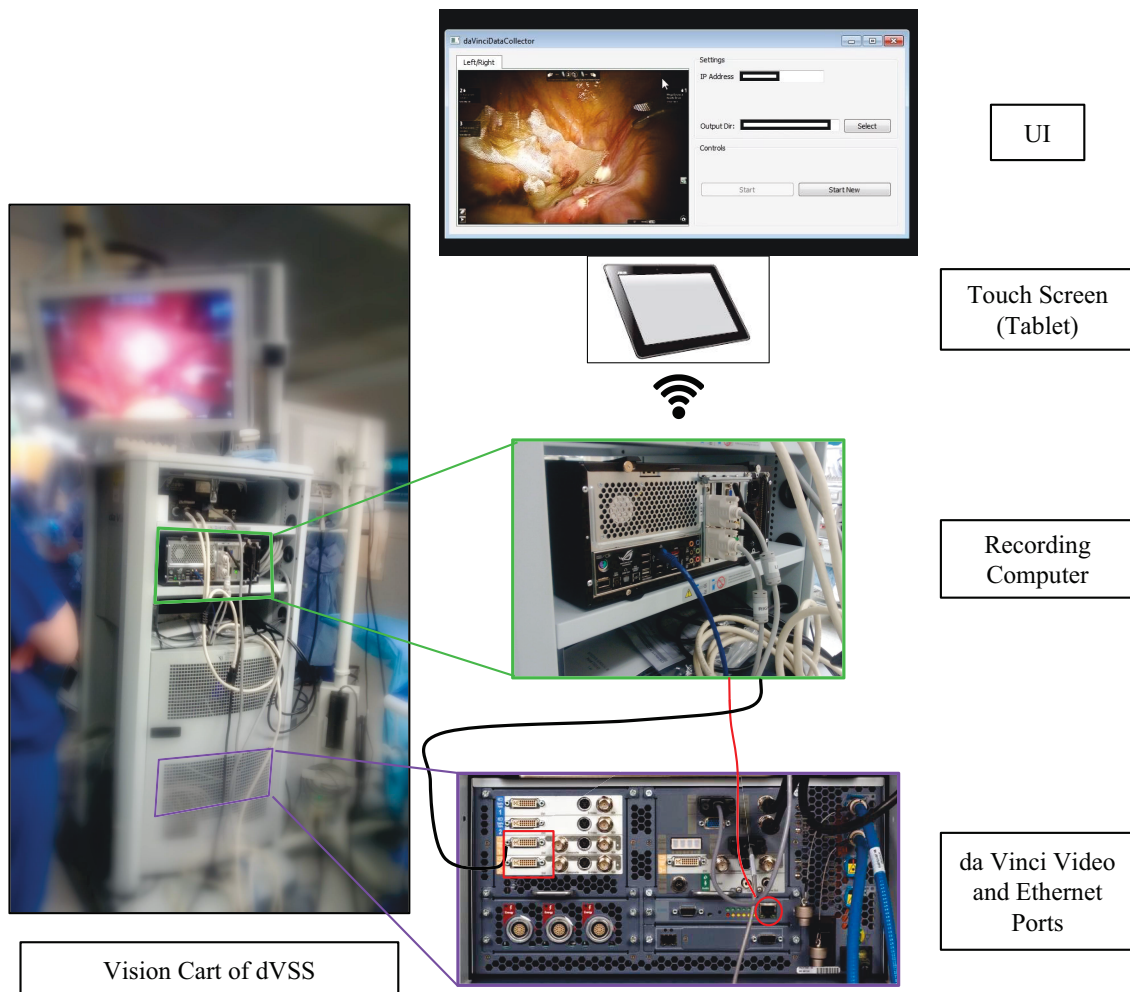 daVinciDataCollector
Left/Right
Settings
IP Address
Output Dir:
Select
Controls
Start
Start New
UI
Touch Screen
(Tablet)
Recording
Computer
da Vinci Video
and Ethernet
Ports
Vision Cart of dVSS